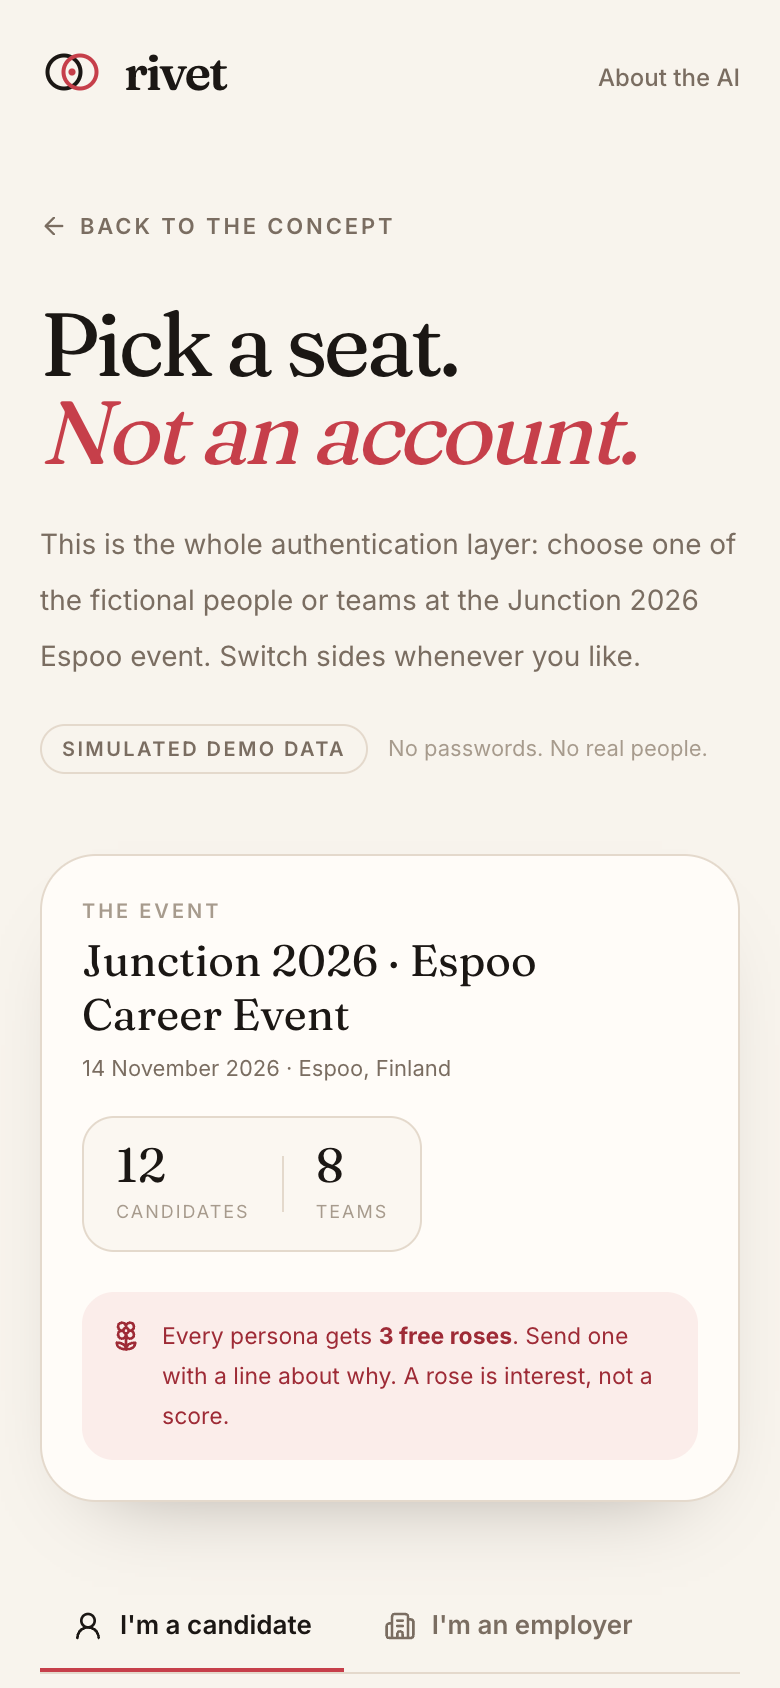 rivet
About the AI
← BACK TO THE CONCEPT
Pick a seat.
Not an account.
This is the whole authentication layer: choose one of
the fictional people or teams at the Junction 2026
Espoo event. Switch sides whenever you like.
SIMULATED DEMO DATA
No passwords. No real people.
THE EVENT
Junction 2026 · Espoo
Career Event
14 November 2026 · Espoo, Finland
12
CANDIDATES
8
TEAMS
Every persona gets 3 free roses. Send one
with a line about why. A rose is interest, not a
score.
I'm a candidate
I'm an employer